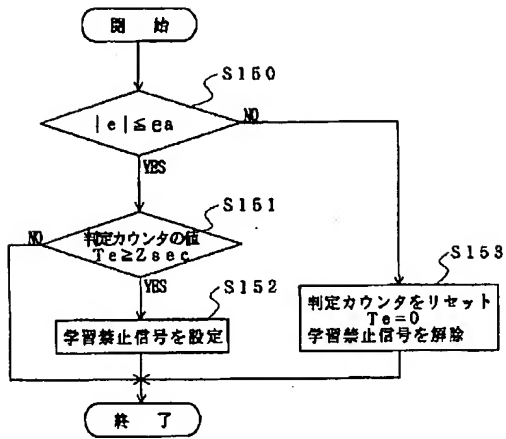 開 始
S150
|e|≦ea
NO
YES
S151
判定カウンタの値
Te≧Zsec
NO
YES
S152
学習禁止信号を設定
S153
判定カウンタをリセット
Te=0
学習禁止信号を解除
終 了